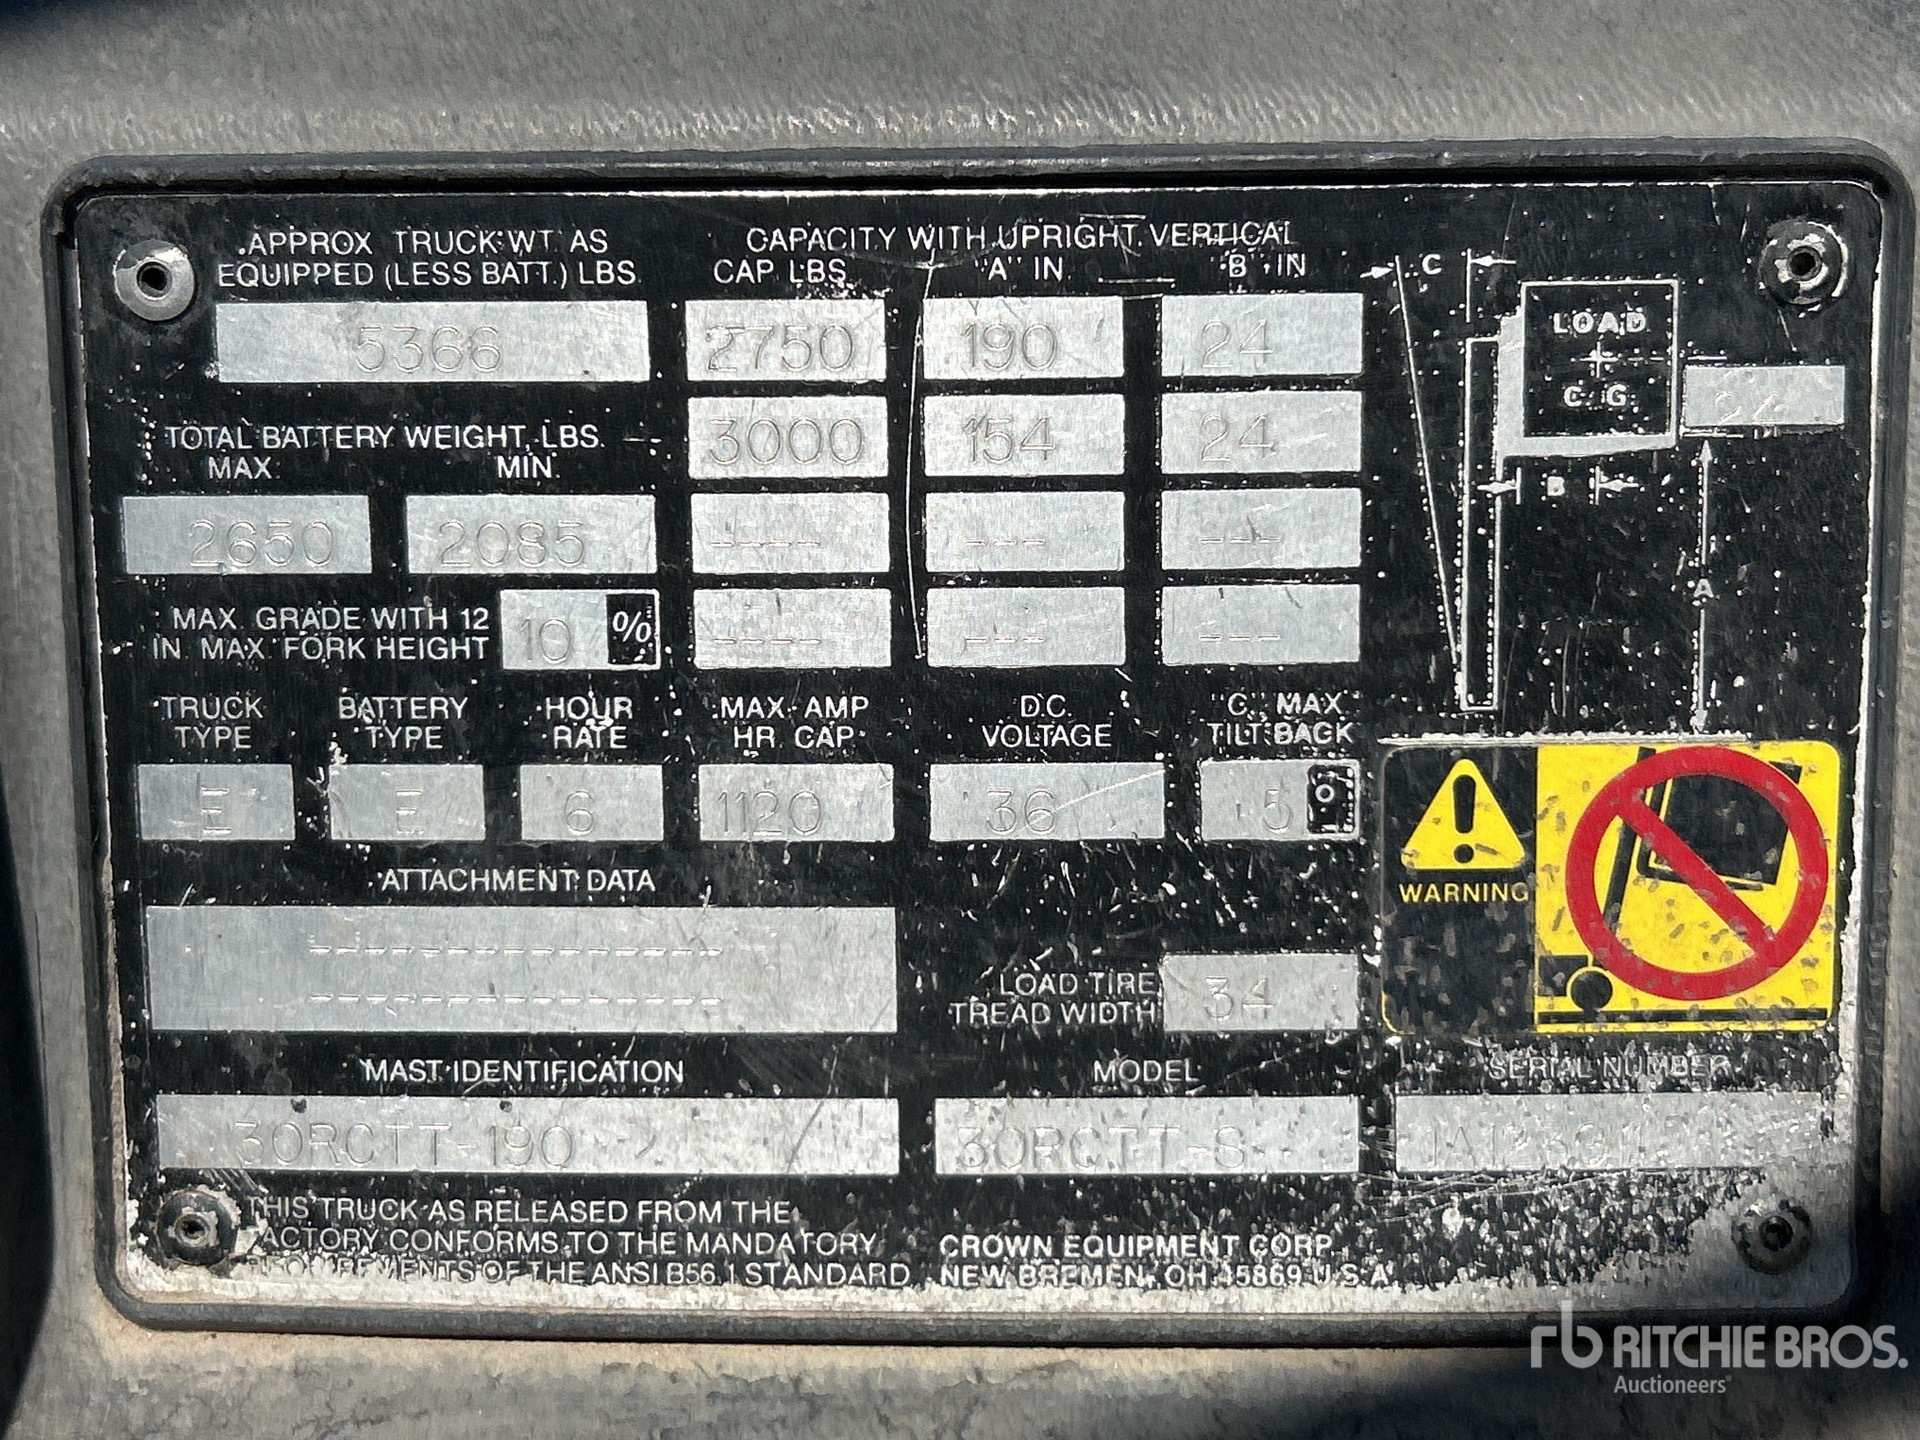 APPROX TRUCK WT. AS
EQUIPPED (LESS BATT.) LBS
5366
CAPACITY WITH UPRIGHT VERTICAL
CAP LBS. "A" IN. "B" IN
2750 190 24
3000 154 24
---- --- ---
---- --- ---
TOTAL BATTERY WEIGHT, LBS.
MAX. MIN.
2650 2085
MAX. GRADE WITH 12
IN. MAX. FORK HEIGHT
10 %
TRUCK TYPE
BATTERY TYPE
HOUR RATE
MAX. AMP HR. CAP.
D.C. VOLTAGE
"C" MAX TILT BACK
E E 6 1120 36 5°
C
LOAD
C.G.
24
B
A
WARNING
ATTACHMENT DATA
---------------
---------------
LOAD TIRE
TREAD WIDTH
34
MAST IDENTIFICATION
30RCTT-190
MODEL
30RCTT-S
SERIAL NUMBER
THIS TRUCK AS RELEASED FROM THE
FACTORY CONFORMS TO THE MANDATORY
REQUIREMENTS OF THE ANSI B56.1 STANDARD
CROWN EQUIPMENT CORP.
NEW BREMEN, OH. 45869 U.S.A.
rb RITCHIE BROS.
Auctioneers